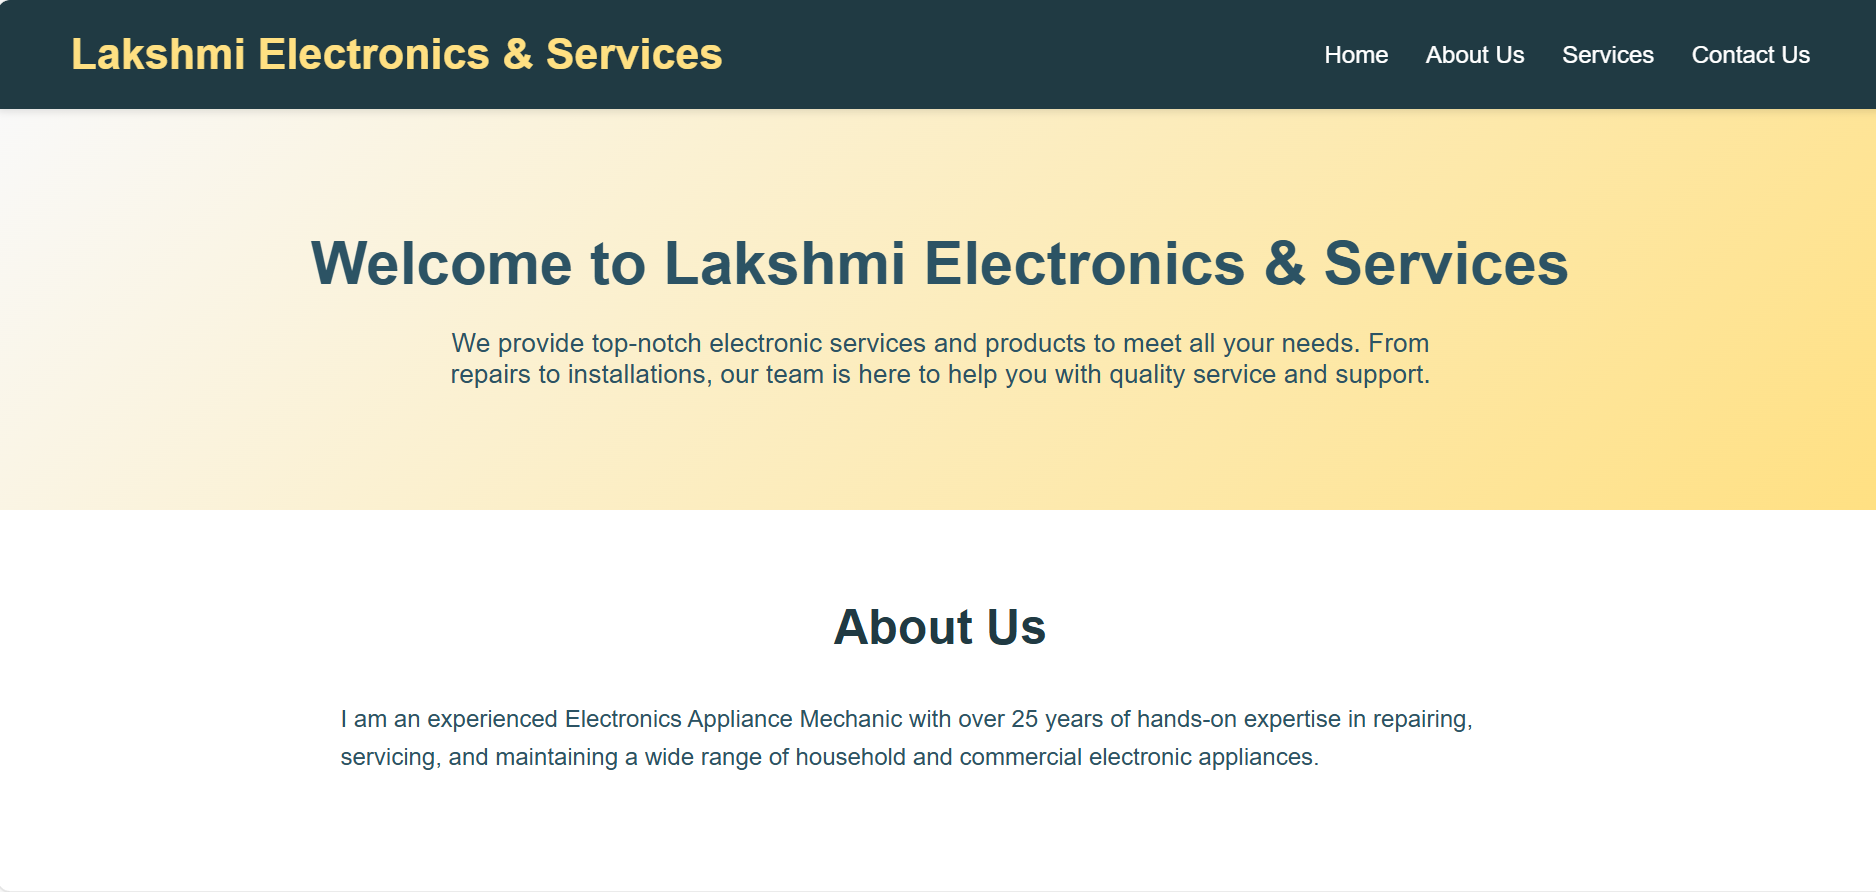 Lakshmi Electronics & Services
Home About Us Services Contact Us
Welcome to Lakshmi Electronics & Services
We provide top-notch electronic services and products to meet all your needs. From
repairs to installations, our team is here to help you with quality service and support.
About Us
I am an experienced Electronics Appliance Mechanic with over 25 years of hands-on expertise in repairing,
servicing, and maintaining a wide range of household and commercial electronic appliances.